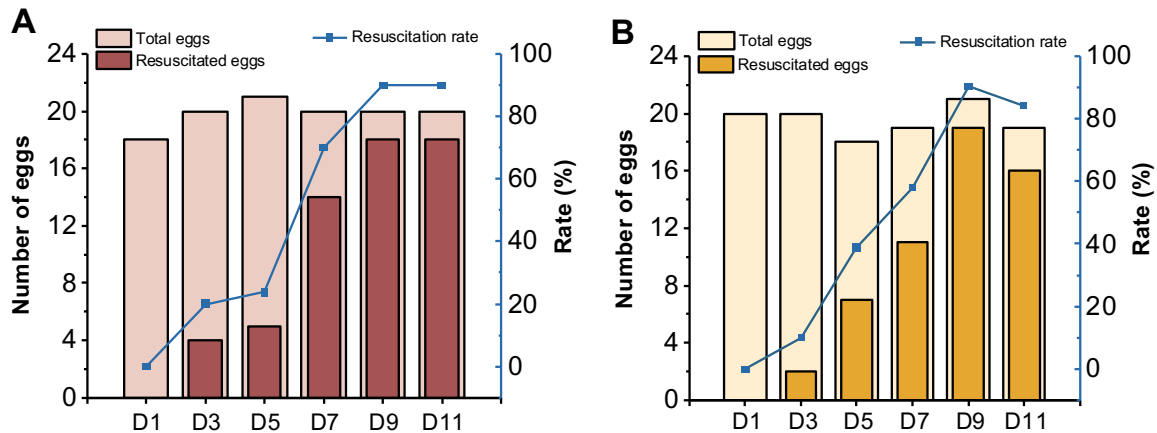 A
Total eggs
Resuscitated eggs
Resuscitation rate
24
20
16
12
8
4
0
Number of eggs
100
80
60
40
20
0
Rate (%)
D1 D3 D5 D7 D9 D11
B
Total eggs
Resuscitated eggs
Resuscitation rate
24
20
16
12
8
4
0
Number of eggs
100
80
60
40
20
0
Rate (%)
D1 D3 D5 D7 D9 D11